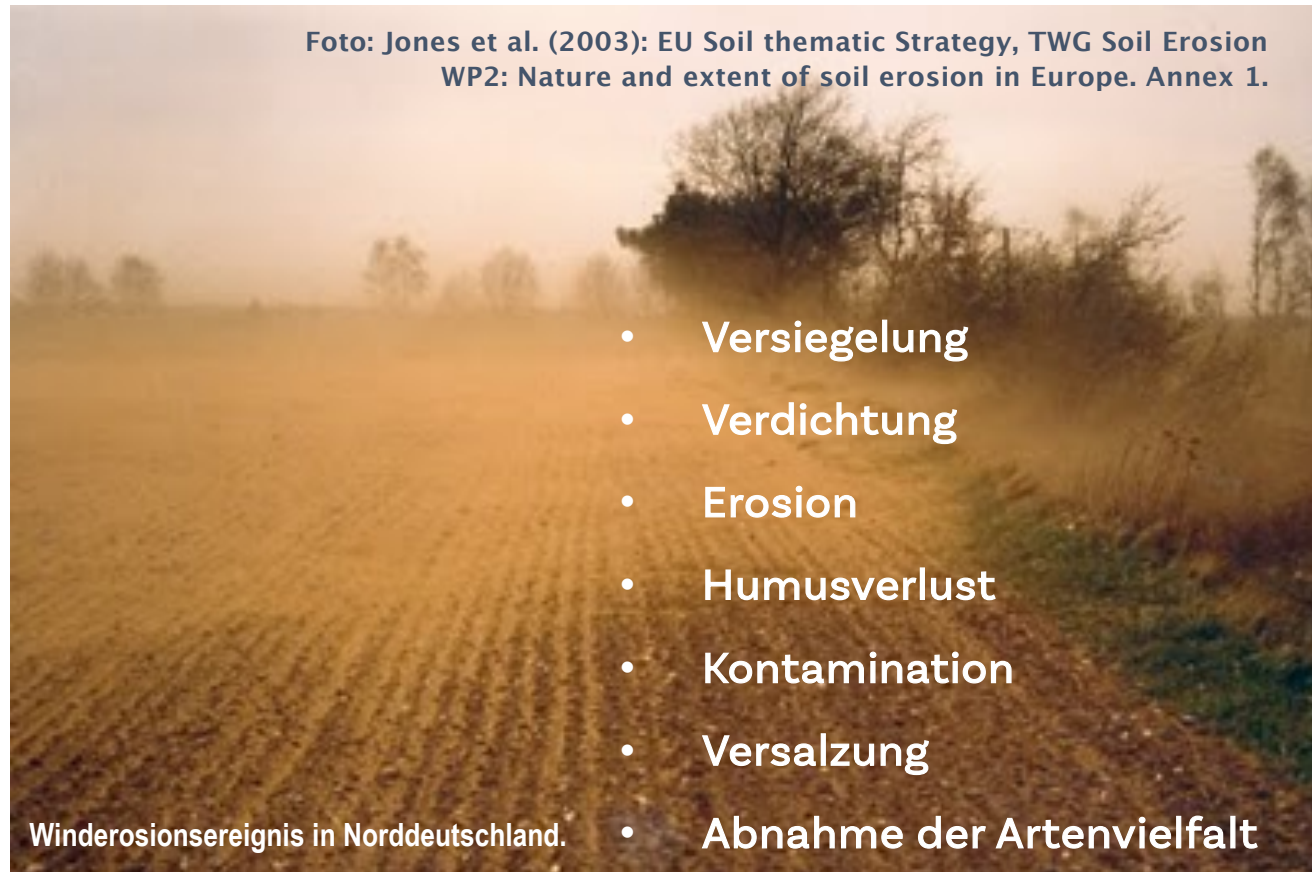 Foto: Jones et al. (2003): EU Soil thematic Strategy, TWG Soil Erosion
WP2: Nature and extent of soil erosion in Europe. Annex 1.
• Versiegelung
• Verdichtung
• Erosion
• Humusverlust
• Kontamination
• Versalzung
• Abnahme der Artenvielfalt
Winderosionsereignis in Norddeutschland.